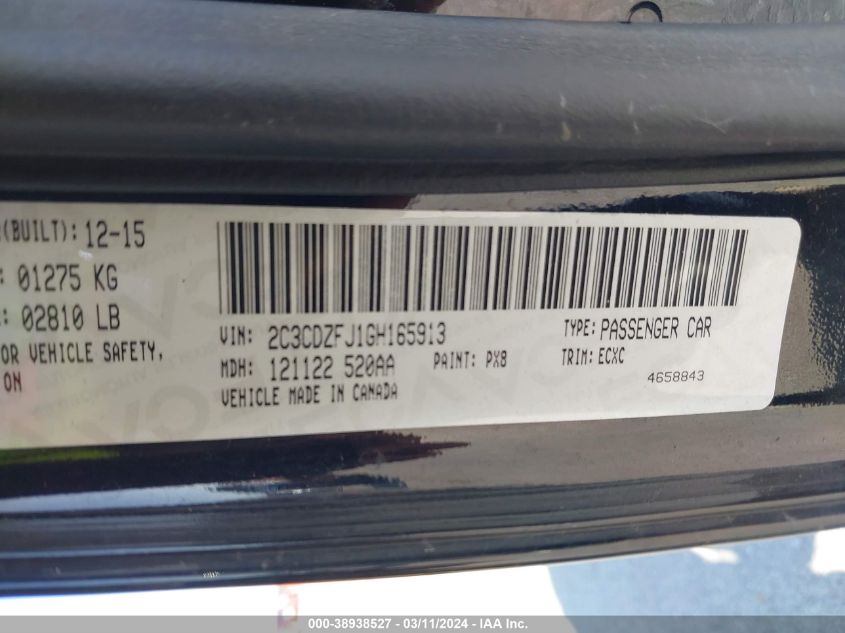 (BUILT): 12-15
: 01275 KG
: 02810 LB
OR VEHICLE SAFETY,
ON
VIN: 2C3CDZFJ1GH165913
TYPE: PASSENGER CAR
MDH: 121122 520AA
PAINT: PX8
TRIM: ECXC
VEHICLE MADE IN CANADA
4658843
000-38938527 - 03/11/2024 - IAA Inc.